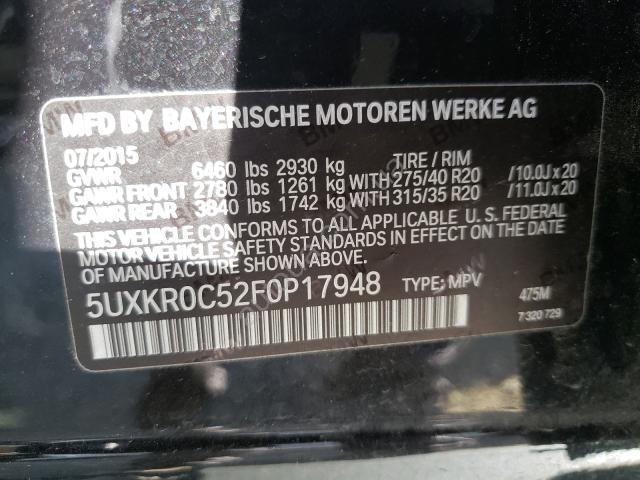 MFD BY BAYERISCHE MOTOREN WERKE AG
07/2015 TIRE / RIM
GVWR 6460 lbs 2930 kg
GAWR FRONT 2780 lbs 1261 kg WITH 275/40 R20 /10.0J x 20
GAWR REAR 3840 lbs 1742 kg WITH 315/35 R20 /11.0J x 20
THIS VEHICLE CONFORMS TO ALL APPLICABLE U. S. FEDERAL
MOTOR VEHICLE SAFETY STANDARDS IN EFFECT ON THE DATE
OF MANUFACTURE SHOWN ABOVE.
5UXKR0C52F0P17948 TYPE: MPV 475M
7 320 729